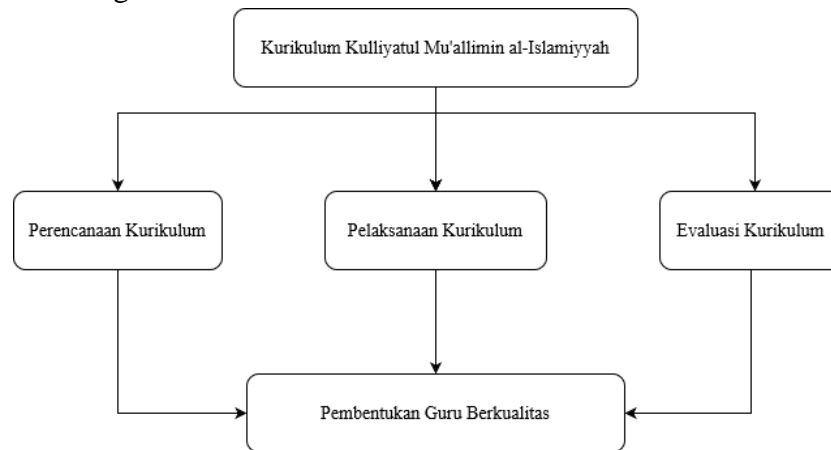 Kurikulum Kulliyatul Mu'allimin al-Islamiyyah
Perencanaan Kurikulum
Pelaksanaan Kurikulum
Evaluasi Kurikulum
Pembentukan Guru Berkualitas